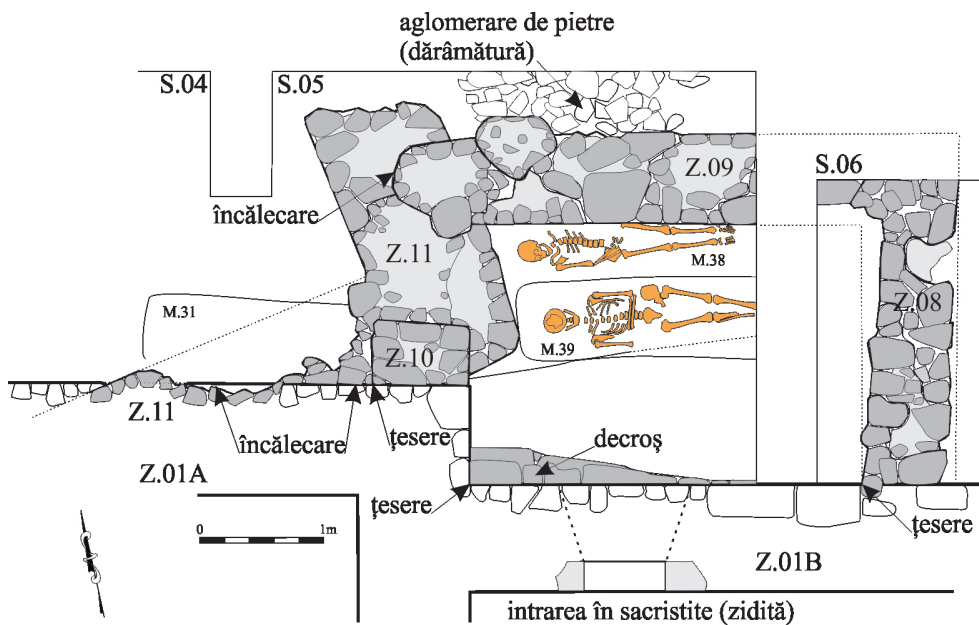 aglomerare de pietre
(dărâmătură)
S.04
S.05
S.06
Z.09
încălecare
Z.11
M.38
M.31
Z.08
M.39
Z.10
Z.11
încălecare
țesere
decroș
Z.01A
țesere
țesere
0
1m
Z.01B
intrarea în sacristite (zidită)